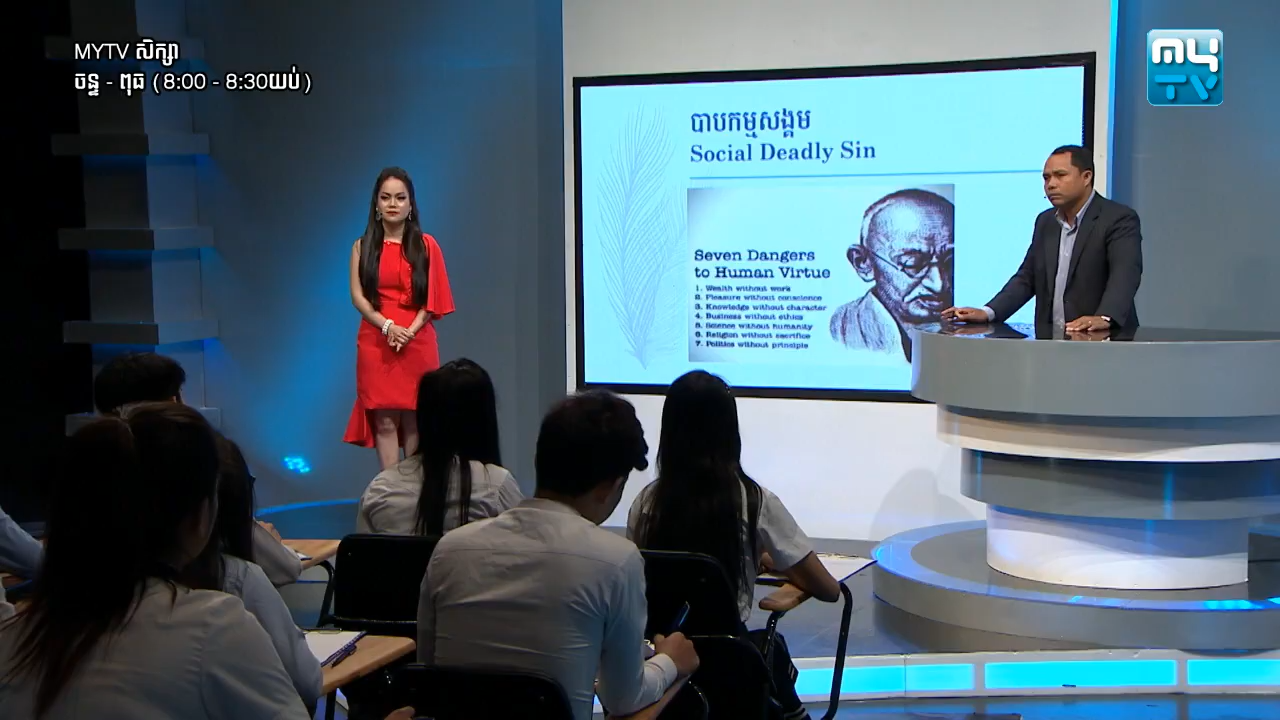 MYTV សិក្សា
ចន្ទ - ពុធ (8:00 - 8:30យប់)
MY
TV
បាបកម្មសង្គម
Social Deadly Sin
Seven Dangers
to Human Virtue
1. Wealth without work
2. Pleasure without conscience
3. Knowledge without character
4. Business without ethics
5. Science without humanity
6. Religion without sacrifice
7. Politics without principle